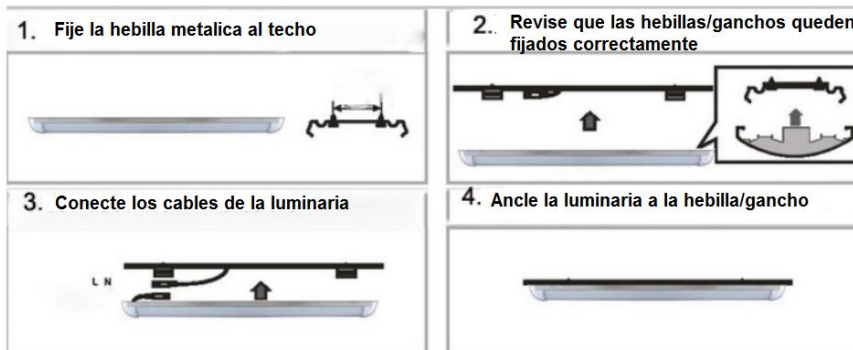 1. Fije la hebilla metalica al techo
2. Revise que las hebillas/ganchos queden
fijados correctamente
3. Conecte los cables de la luminaria
L N
4. Ancle la luminaria a la hebilla/gancho